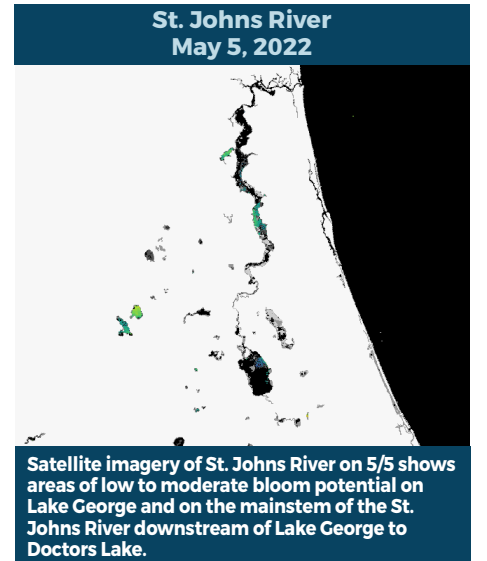 St. Johns River
May 5, 2022
Satellite imagery of St. Johns River on 5/5 shows
areas of low to moderate bloom potential on
Lake George and on the mainstem of the St.
Johns River downstream of Lake George to
Doctors Lake.